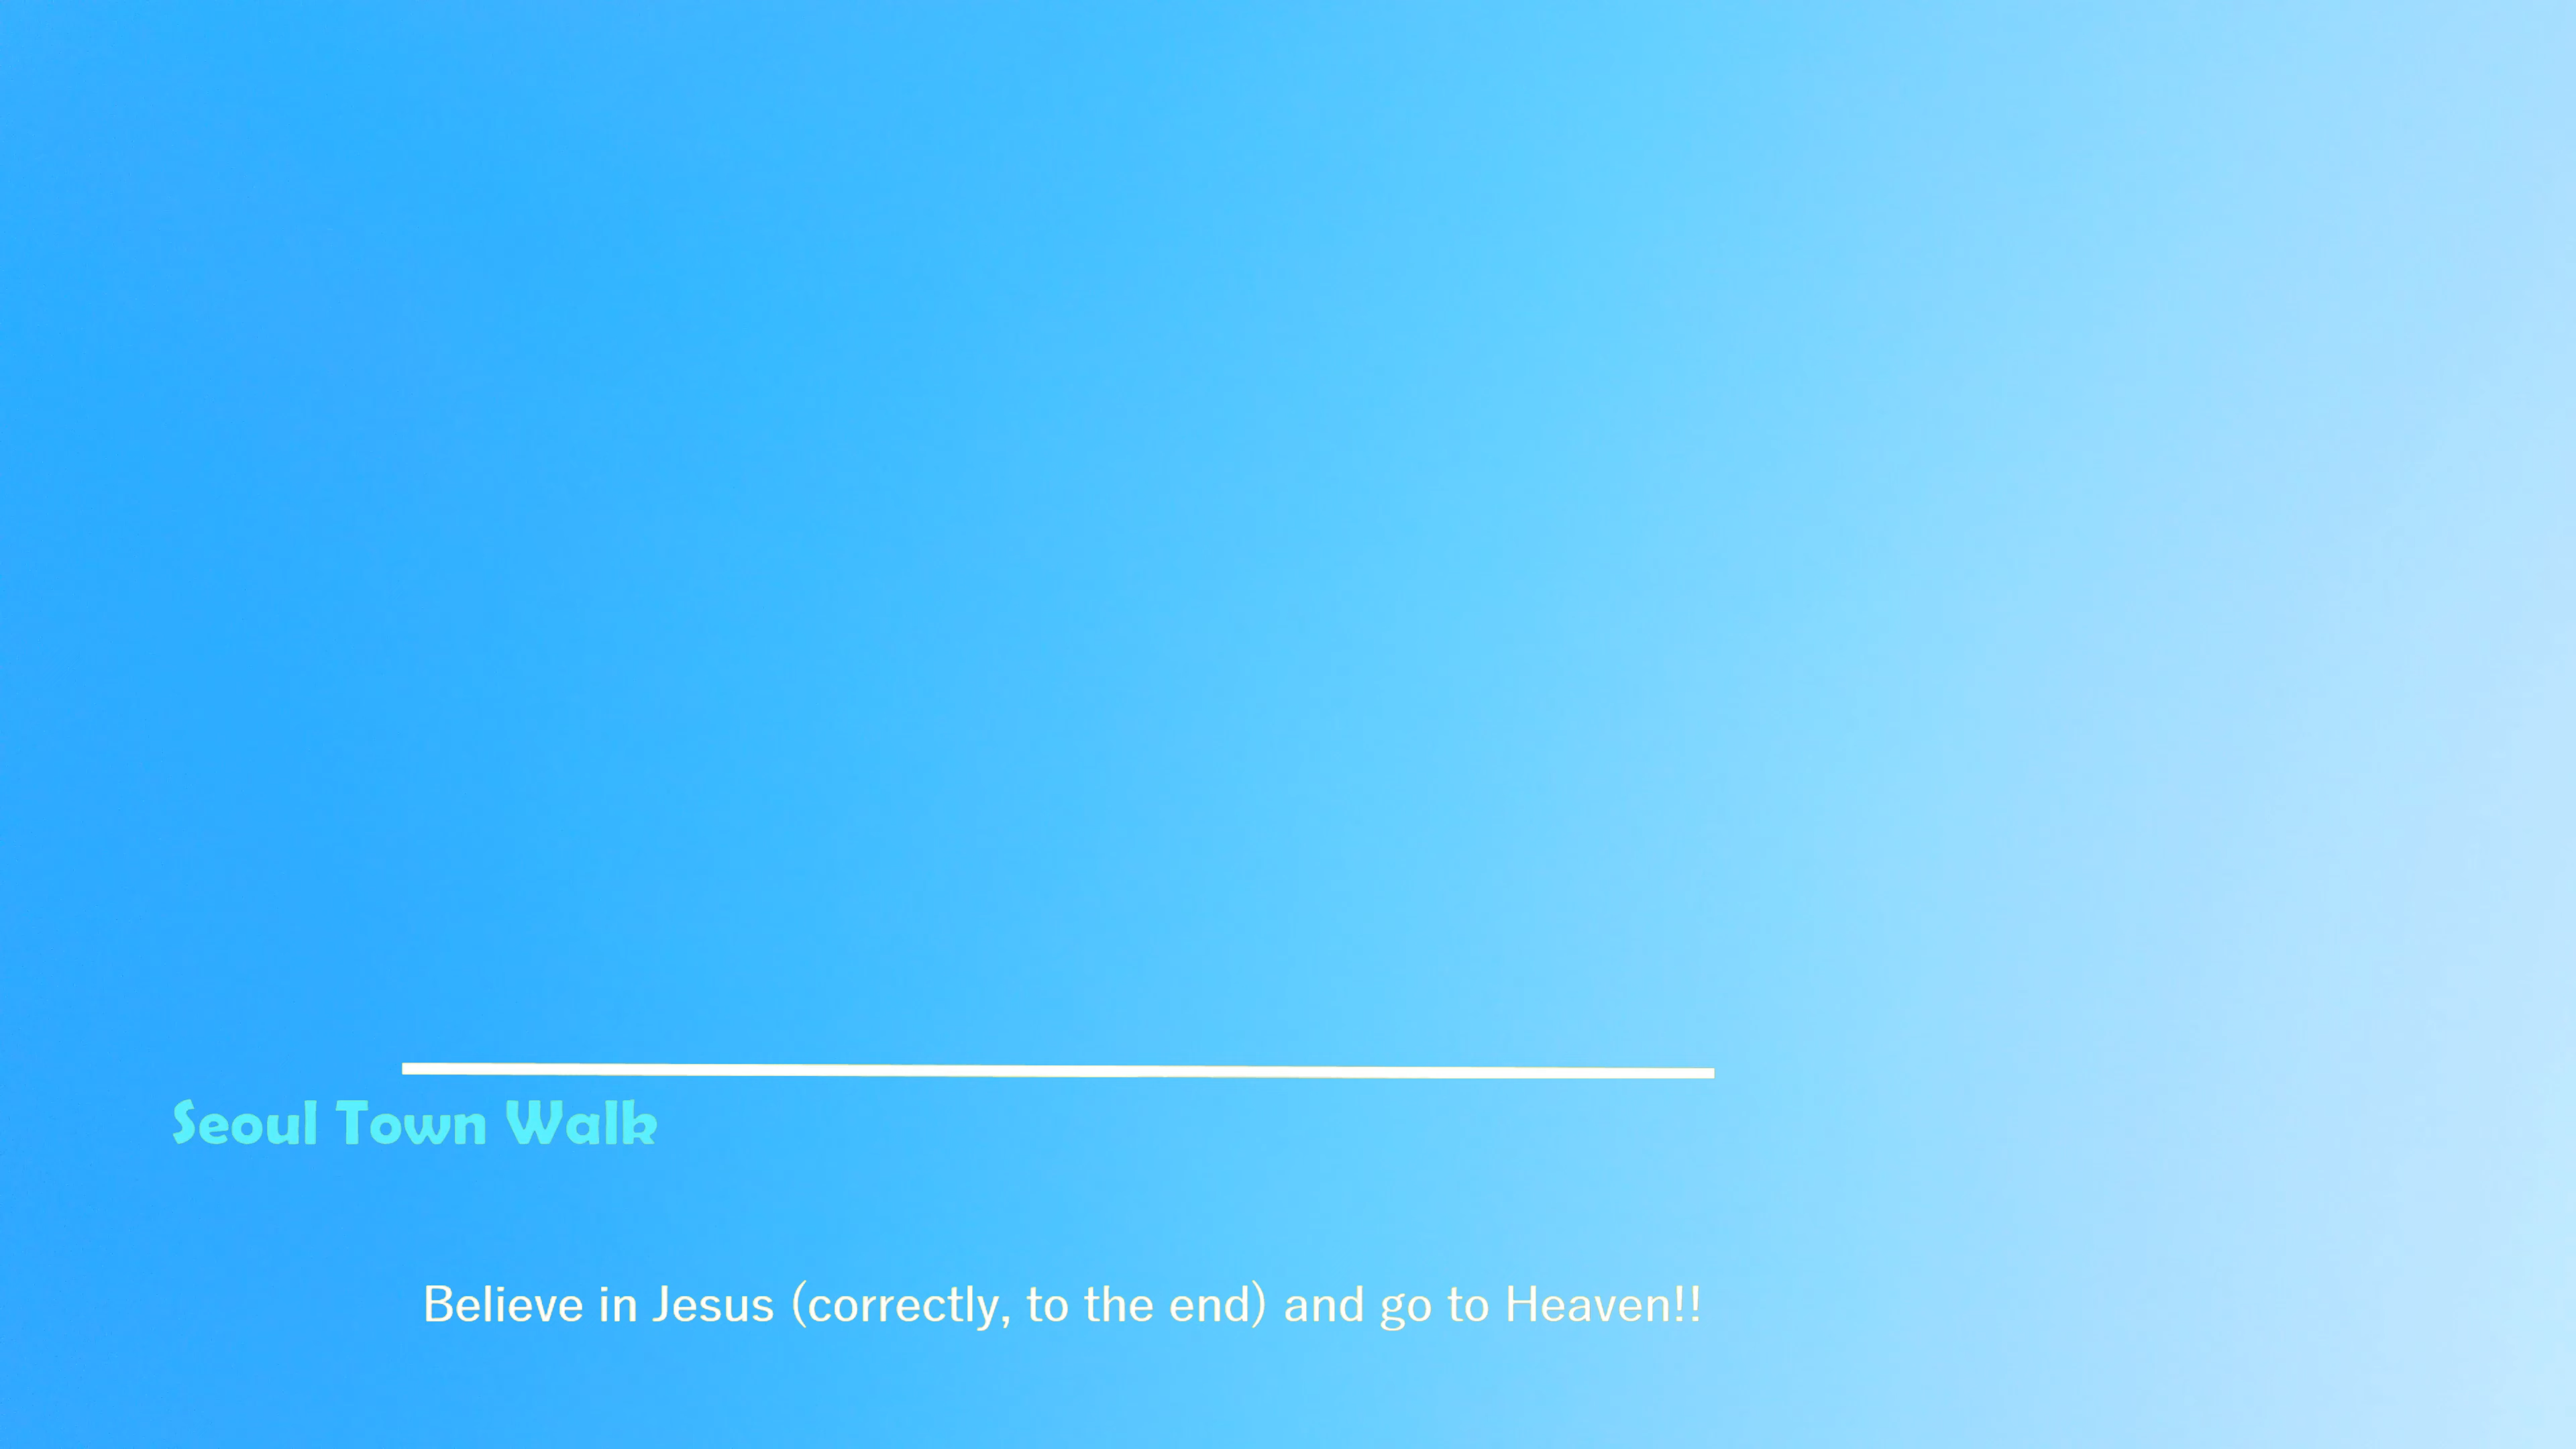 Seoul Town Walk
Believe in Jesus (correctly, to the end) and go to Heaven!!